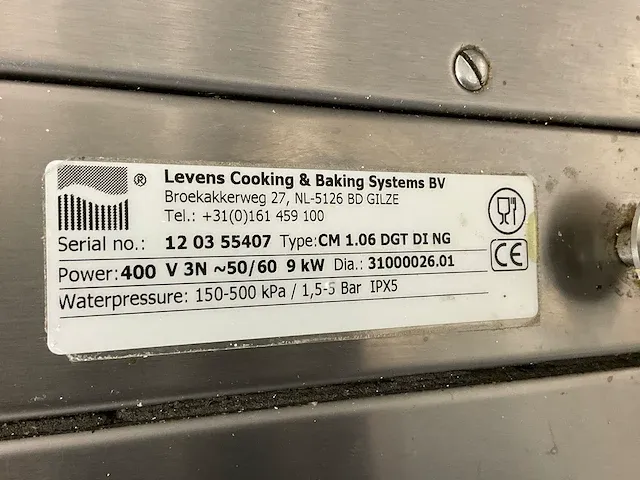 ® Levens Cooking & Baking Systems BV
Broekakkerweg 27, NL-5126 BD GILZE
Tel.: +31(0)161 459 100
Serial no.: 12 03 55407 Type: CM 1.06 DGT DI NG
Power: 400 V 3N ~50/60 9 kW Dia.: 31000026.01
Waterpressure: 150-500 kPa / 1,5-5 Bar IPX5
CE